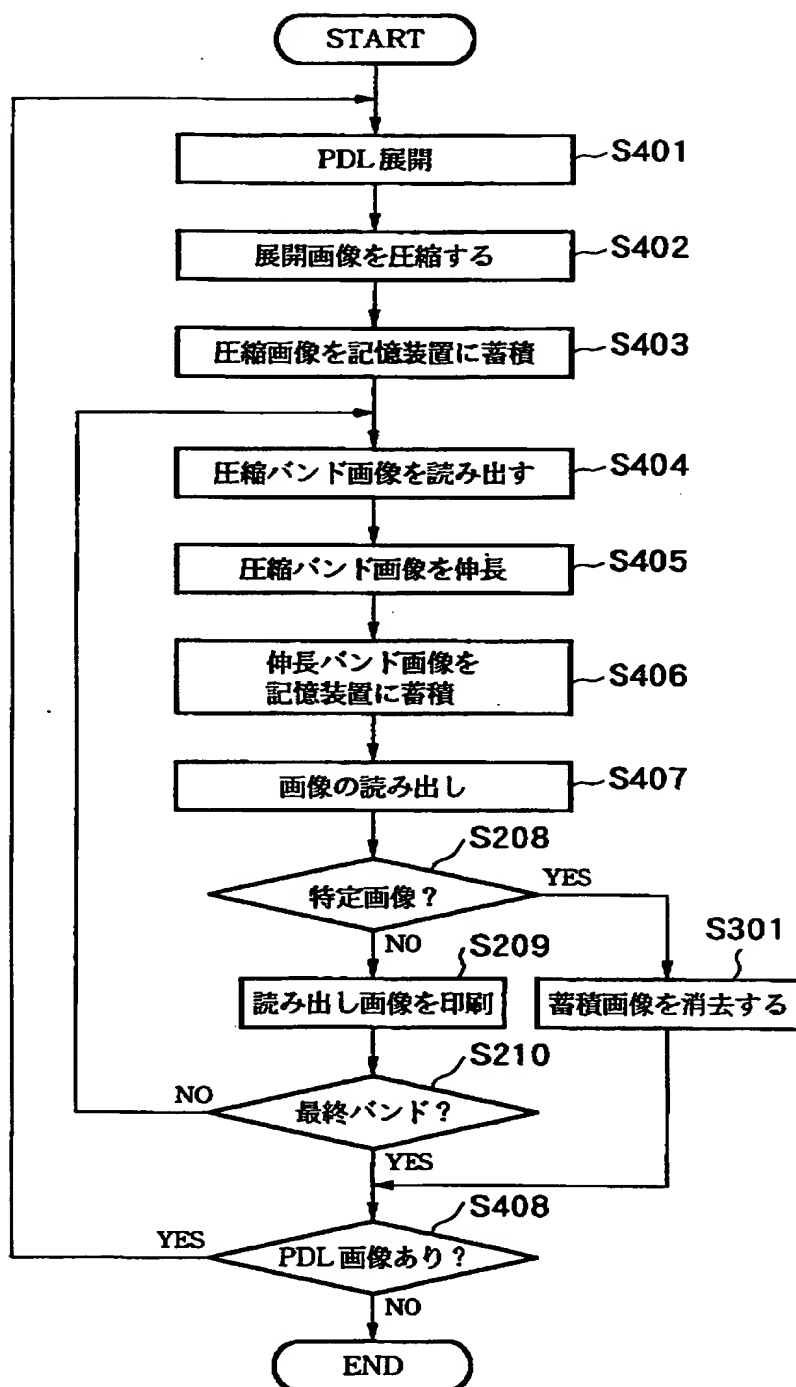 START
PDL展開
S401
展開画像を圧縮する
S402
圧縮画像を記憶装置に蓄積
S403
圧縮バンド画像を読み出す
S404
圧縮バンド画像を伸長
S405
伸長バンド画像を
記憶装置に蓄積
S406
画像の読み出し
S407
S208
特定画像?
YES
NO
S209
S301
読み出し画像を印刷
蓄積画像を消去する
S210
NO
最終バンド?
YES
S408
YES
PDL画像あり?
NO
END